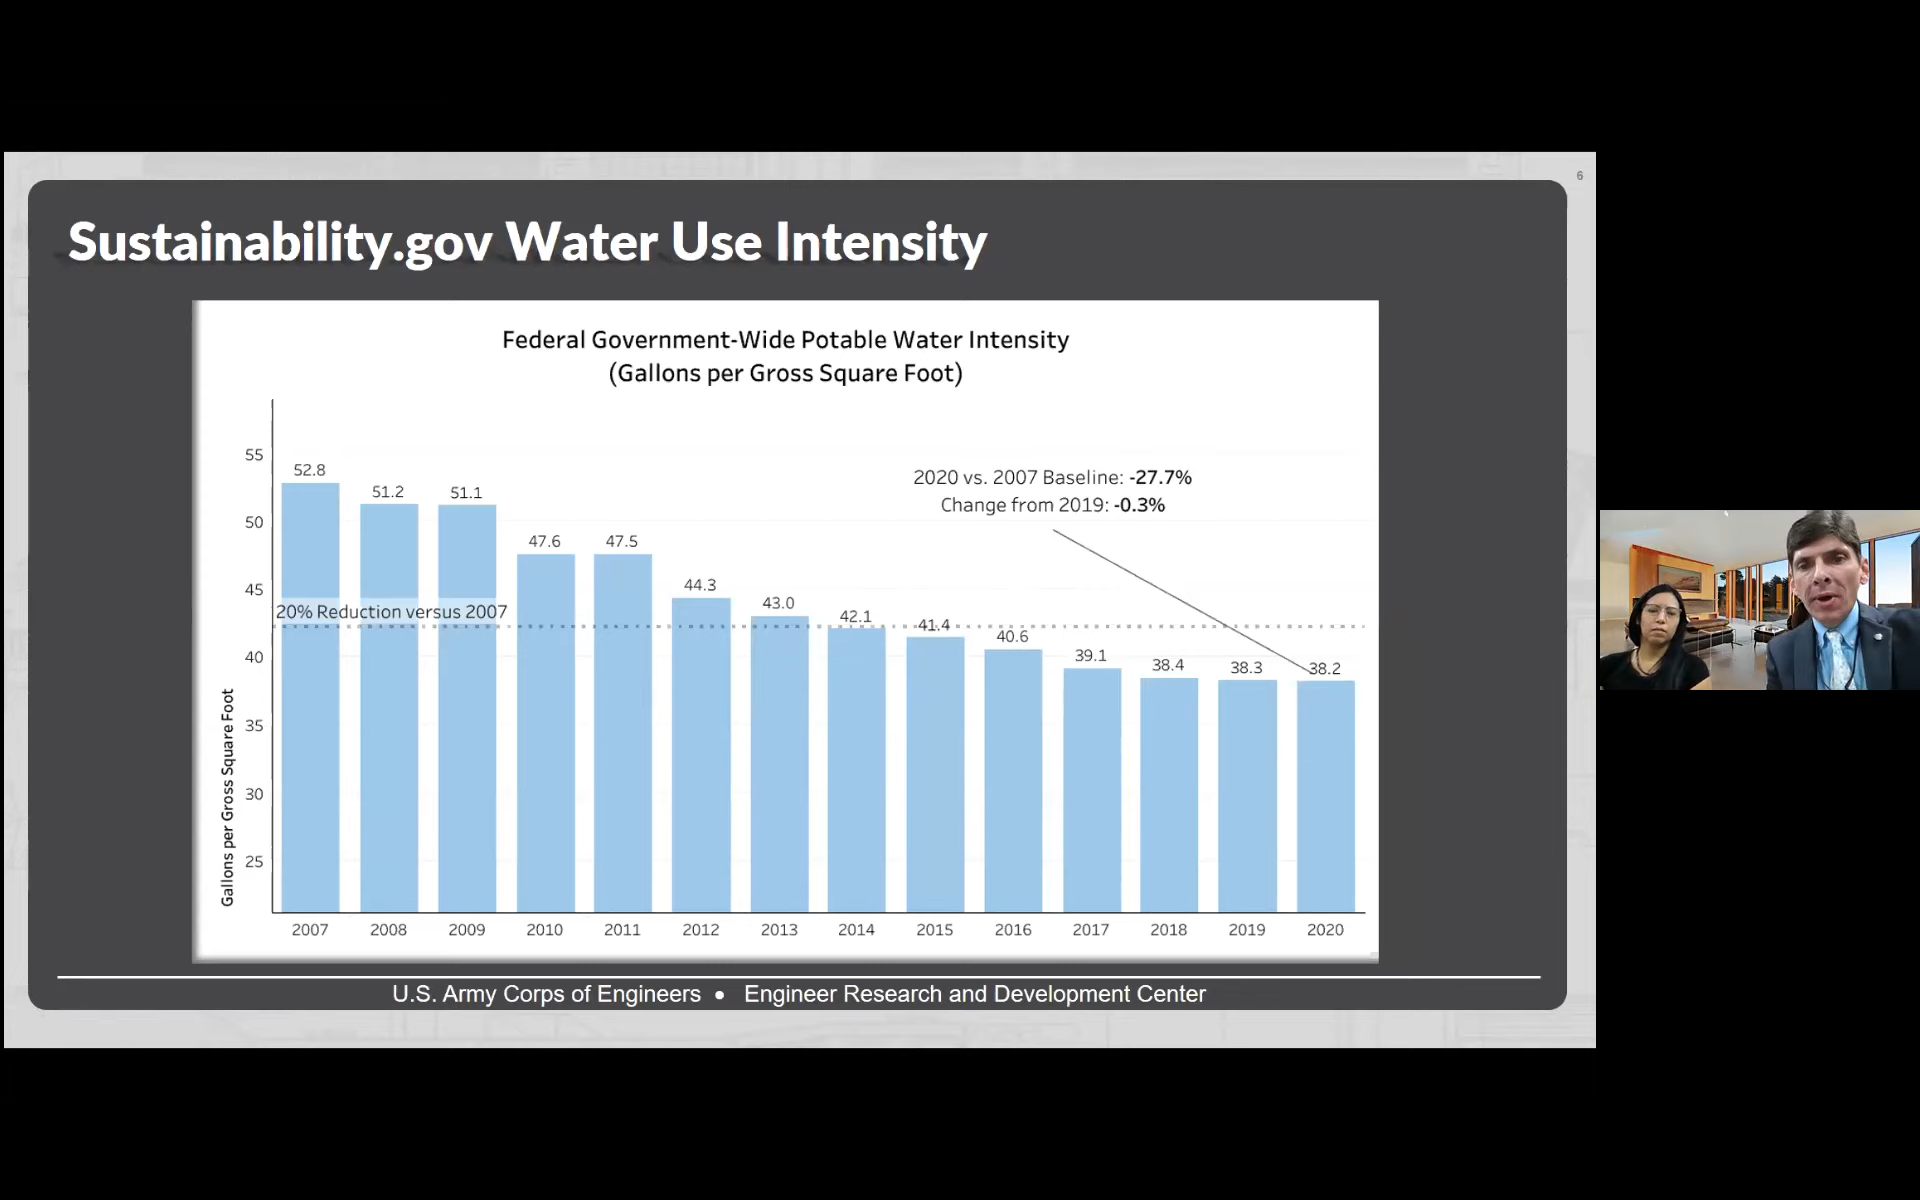 6
Sustainability.gov Water Use Intensity
Federal Government-Wide Potable Water Intensity
(Gallons per Gross Square Foot)
Gallons per Gross Square Foot
55
50
45
40
35
30
25
52.8
51.2
51.1
47.6
47.5
44.3
43.0
42.1
41.4
40.6
39.1
38.4
38.3
38.2
2020 vs. 2007 Baseline: -27.7%
Change from 2019: -0.3%
20% Reduction versus 2007
2007 2008 2009 2010 2011 2012 2013 2014 2015 2016 2017 2018 2019 2020
U.S. Army Corps of Engineers • Engineer Research and Development Center